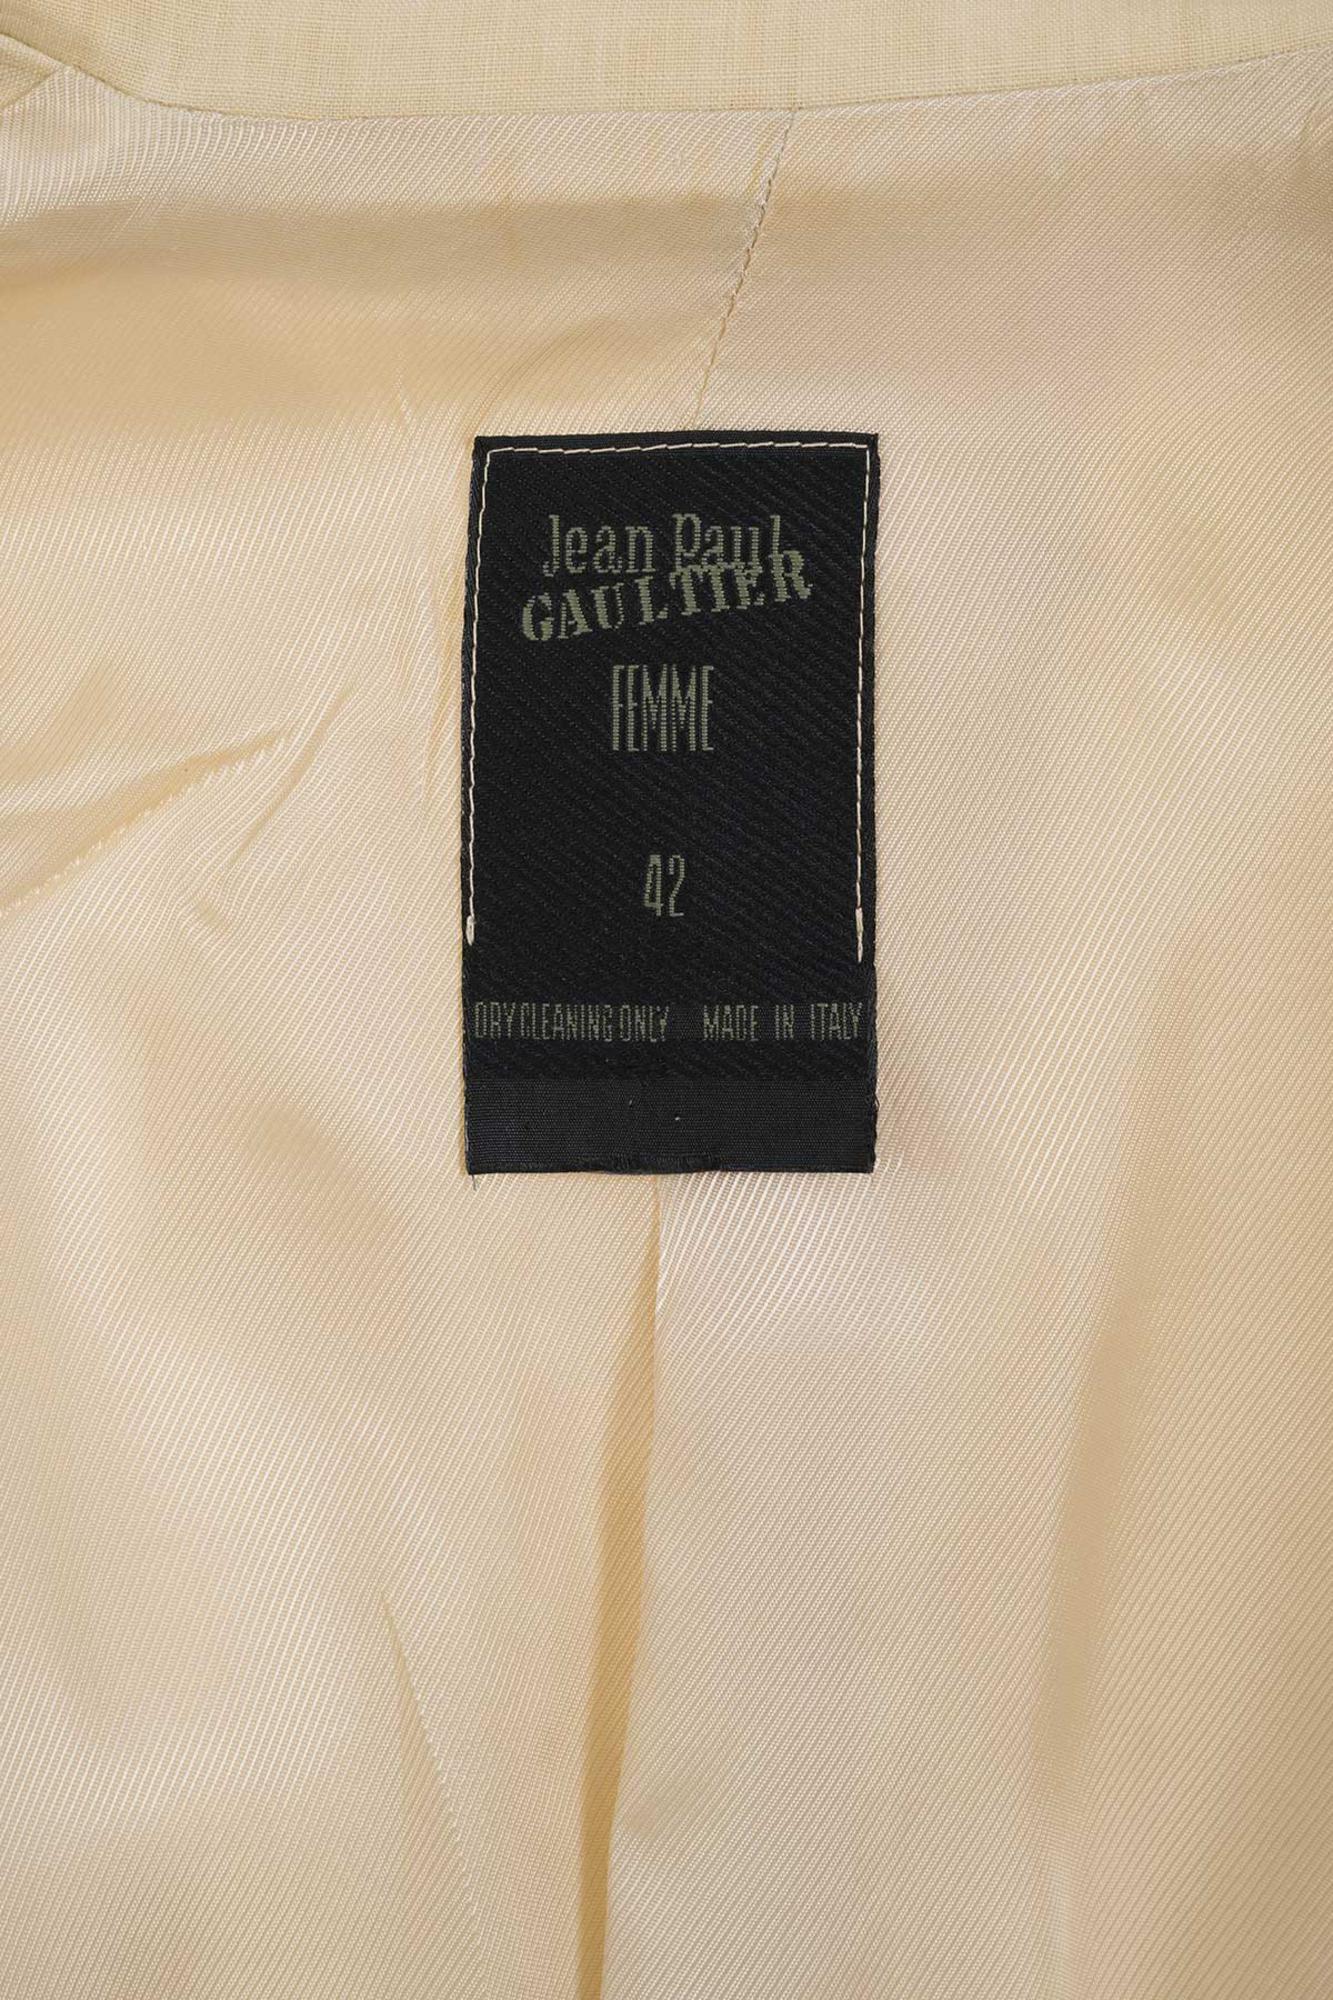 Jean Paul
GAULTIER
FEMME
42
DRY CLEANING ONLY MADE IN ITALY